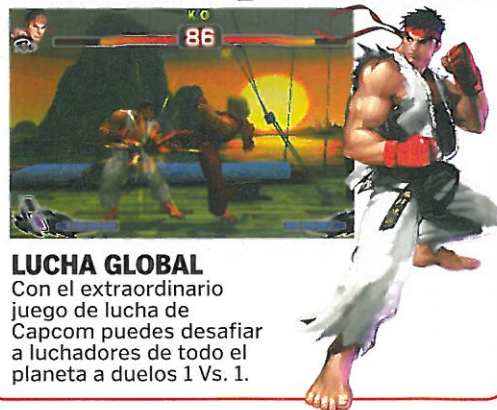 KO
86
LUCHA GLOBAL
Con el extraordinario
juego de lucha de
Capcom puedes desafiar
a luchadores de todo el
planeta a duelos 1 Vs. 1.